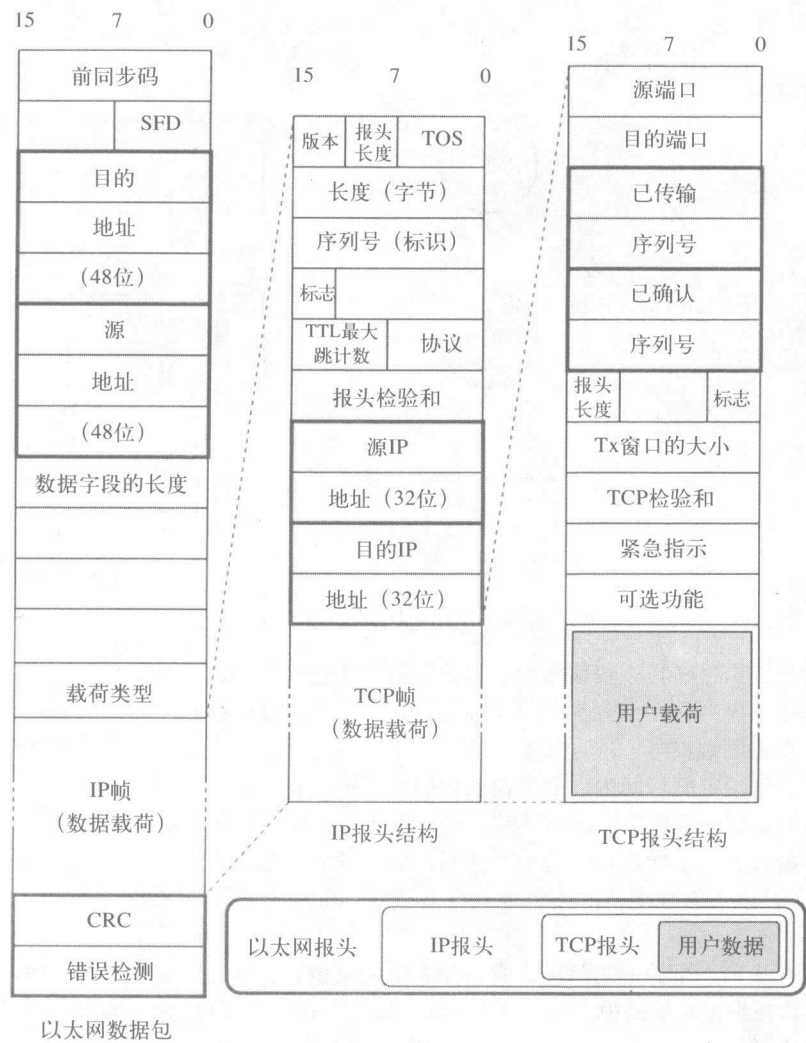 15 7 0
前同步码
SFD
目的
地址
(48位)
源
地址
(48位)
数据字段的长度
载荷类型
IP帧
(数据载荷)
CRC
错误检测
以太网数据包
15 7 0
版本 报头长度 TOS
长度（字节）
序列号（标识）
标志
TTL最大跳计数 协议
报头检验和
源IP
地址（32位）
目的IP
地址（32位）
TCP帧
(数据载荷)
IP报头结构
15 7 0
源端口
目的端口
已传输
序列号
已确认
序列号
报头长度 标志
Tx窗口的大小
TCP检验和
紧急指示
可选功能
用户载荷
TCP报头结构
以太网报头 IP报头 TCP报头 用户数据